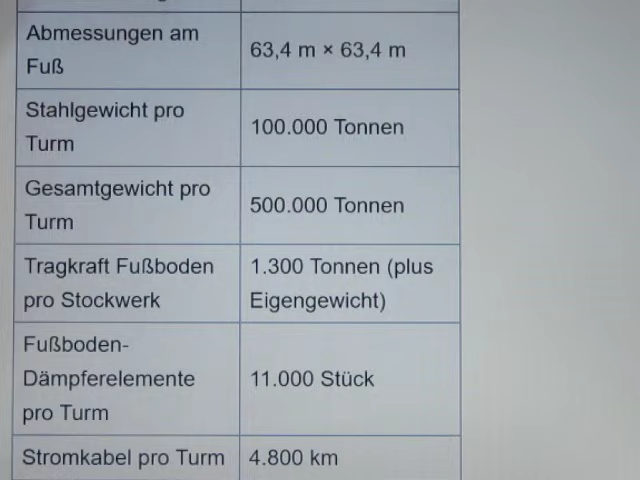 Abmessungen am
Fuß
63,4 m × 63,4 m
Stahlgewicht pro
Turm
100.000 Tonnen
Gesamtgewicht pro
Turm
500.000 Tonnen
Tragkraft Fußboden
pro Stockwerk
1.300 Tonnen (plus
Eigengewicht)
Fußboden-
Dämpferelemente
pro Turm
11.000 Stück
Stromkabel pro Turm
4.800 km